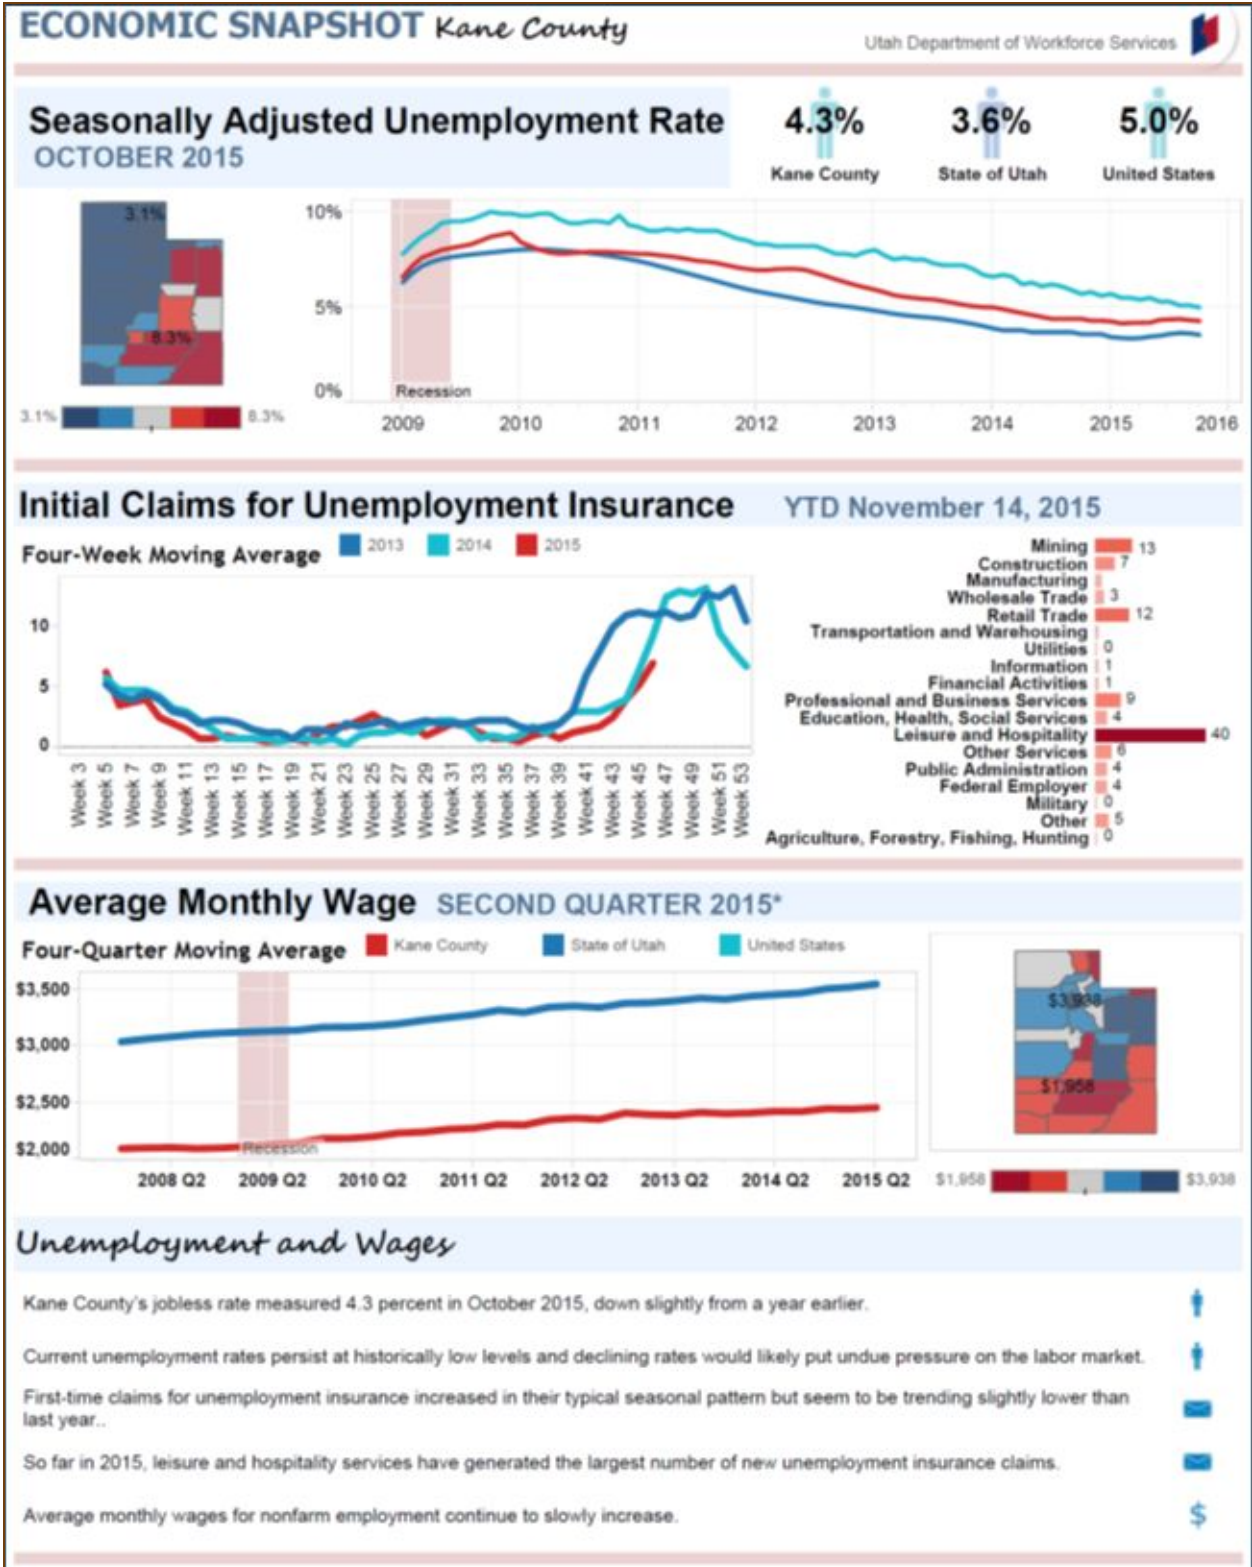 ECONOMIC SNAPSHOT Kane County
Utah Department of Workforce Services
Seasonally Adjusted Unemployment Rate
OCTOBER 2015
4.3%
3.6%
5.0%
Kane County
State of Utah
United States
3.1%
8.3%
3.1%
8.3%
10%
5%
0%
Recession
2009
2010
2011
2012
2013
2014
2015
2016
Initial Claims for Unemployment Insurance
YTD November 14, 2015
Four-Week Moving Average
2013
2014
2015
10
5
0
Week 3
Week 5
Week 7
Week 9
Week 11
Week 13
Week 15
Week 17
Week 19
Week 21
Week 23
Week 25
Week 27
Week 29
Week 31
Week 33
Week 35
Week 37
Week 39
Week 41
Week 43
Week 45
Week 47
Week 49
Week 51
Week 53
Mining 13
Construction 7
Manufacturing
Wholesale Trade 3
Retail Trade 12
Transportation and Warehousing
Utilities 0
Information 1
Financial Activities 1
Professional and Business Services 9
Education, Health, Social Services 4
Leisure and Hospitality 40
Other Services 6
Public Administration 4
Federal Employer 4
Military 0
Other 5
Agriculture, Forestry, Fishing, Hunting 0
Average Monthly Wage SECOND QUARTER 2015*
Four-Quarter Moving Average
Kane County
State of Utah
United States
$3,500
$3,000
$2,500
$2,000
Recession
2008 Q2
2009 Q2
2010 Q2
2011 Q2
2012 Q2
2013 Q2
2014 Q2
2015 Q2
$3,938
$1,958
$1,958
$3,938
Unemployment and Wages
Kane County's jobless rate measured 4.3 percent in October 2015, down slightly from a year earlier.
Current unemployment rates persist at historically low levels and declining rates would likely put undue pressure on the labor market.
First-time claims for unemployment insurance increased in their typical seasonal pattern but seem to be trending slightly lower than
last year..
So far in 2015, leisure and hospitality services have generated the largest number of new unemployment insurance claims.
Average monthly wages for nonfarm employment continue to slowly increase.
$